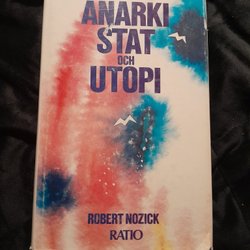 ANARKI
STAT
OCH
UTOPI
ROBERT NOZICK
RATIO